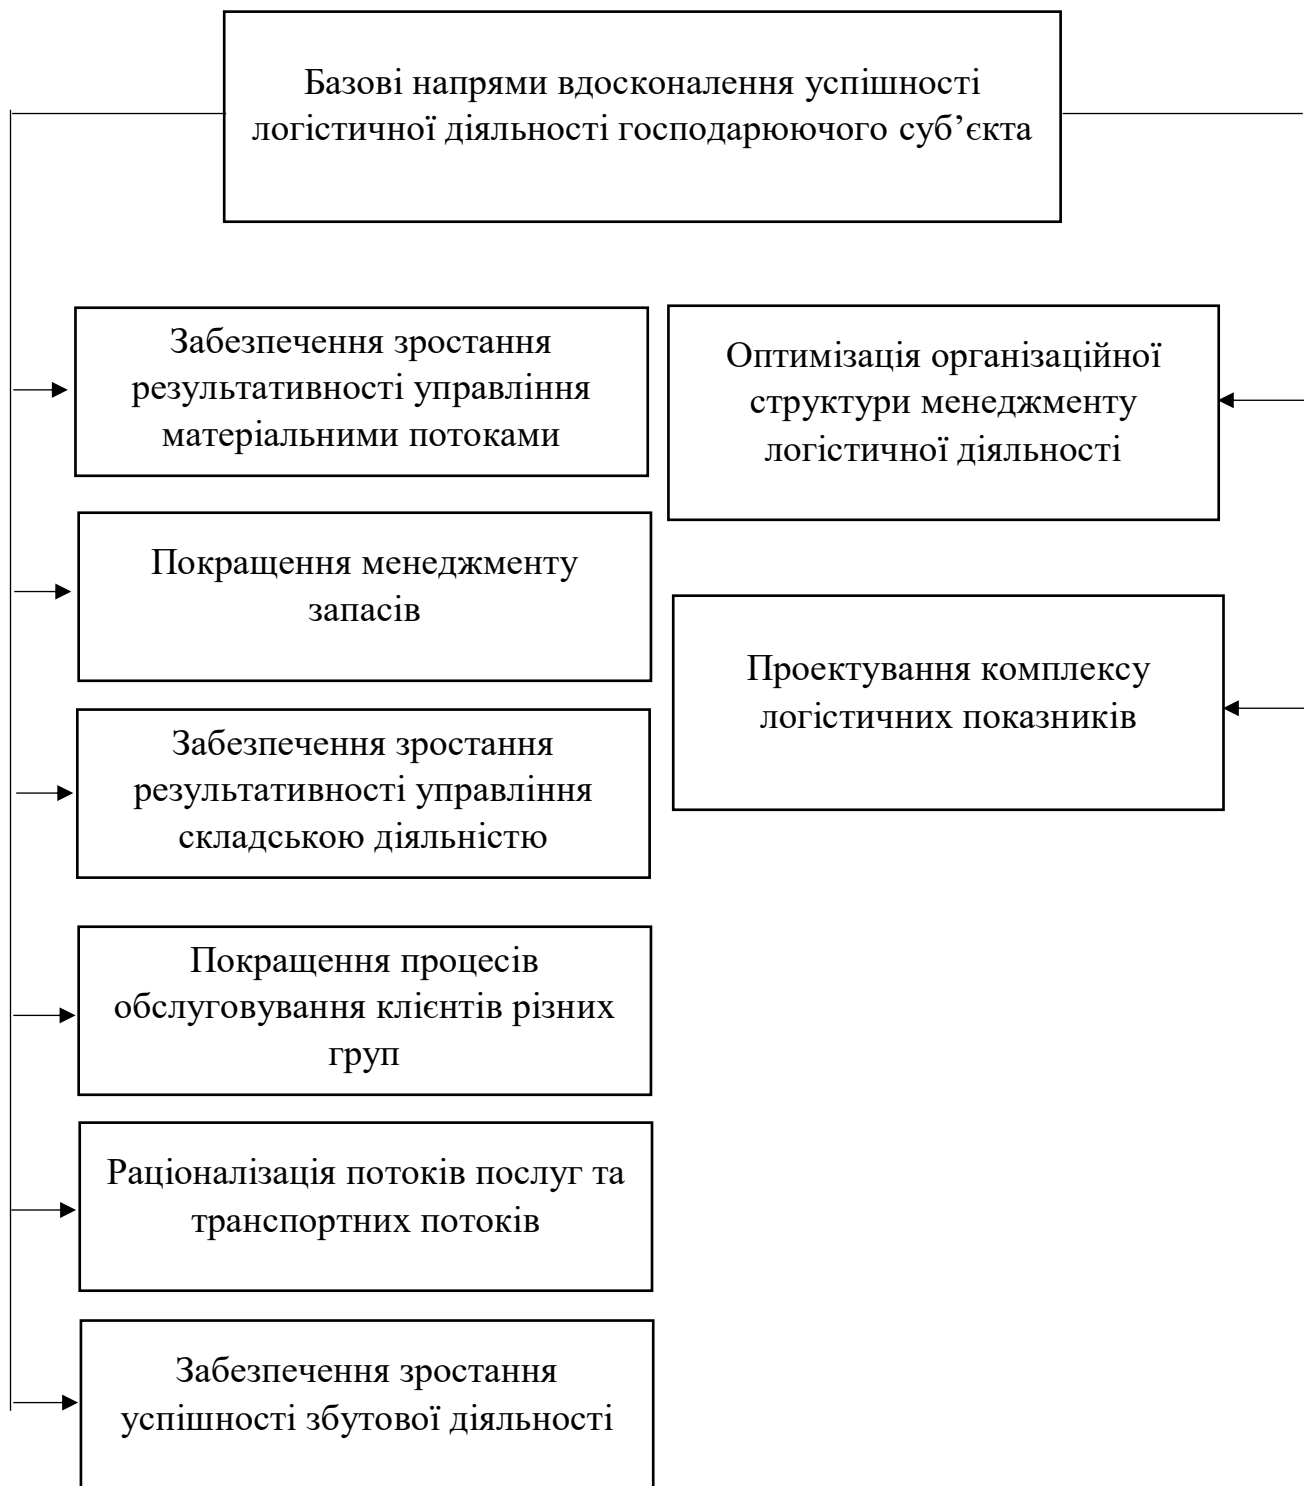 Базові напрями вдосконалення успішності
логістичної діяльності господарюючого суб’єкта
Забезпечення зростання
результативності управління
матеріальними потоками
Оптимізація організаційної
структури менеджменту
логістичної діяльності
Покращення менеджменту
запасів
Проектування комплексу
логістичних показників
Забезпечення зростання
результативності управління
складською діяльністю
Покращення процесів
обслуговування клієнтів різних
груп
Раціоналізація потоків послуг та
транспортних потоків
Забезпечення зростання
успішності збутової діяльності